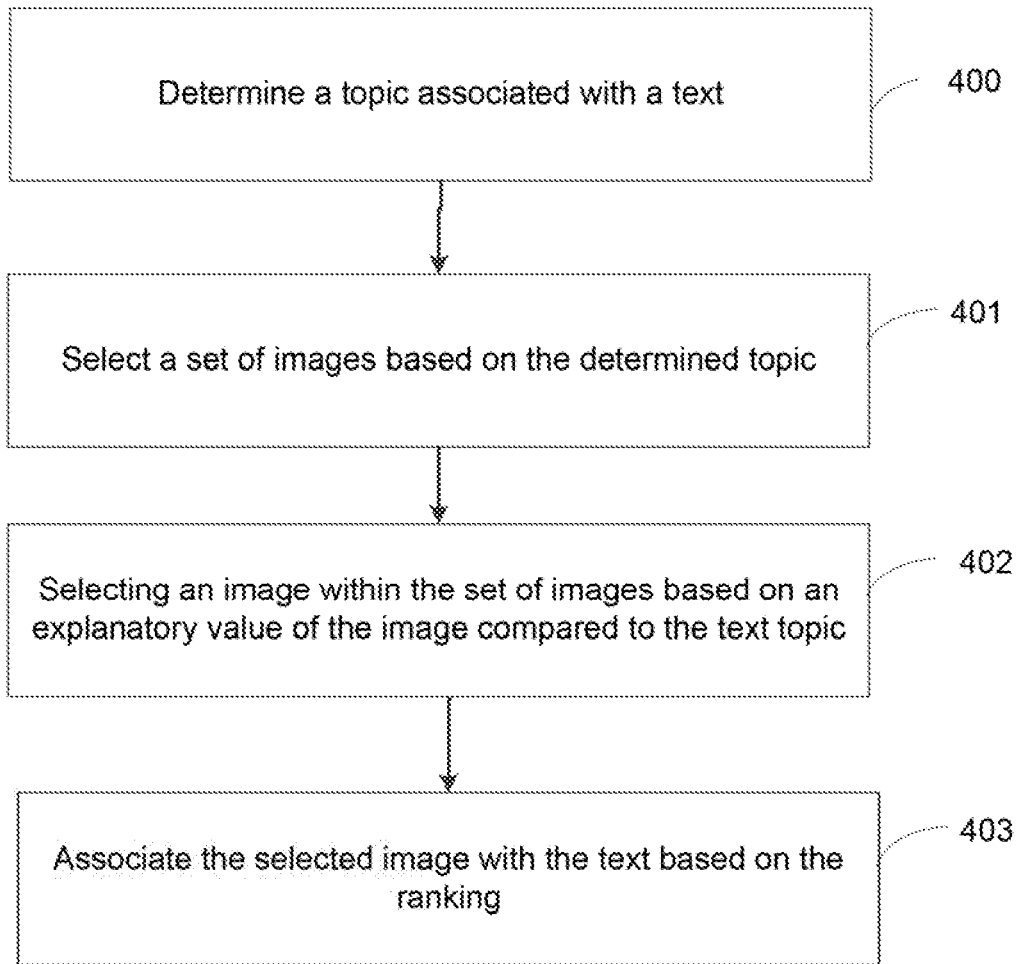 Determine a topic associated with a text
400
Select a set of images based on the determined topic
401
Selecting an image within the set of images based on an
explanatory value of the image compared to the text topic
402
Associate the selected image with the text based on the
ranking
403